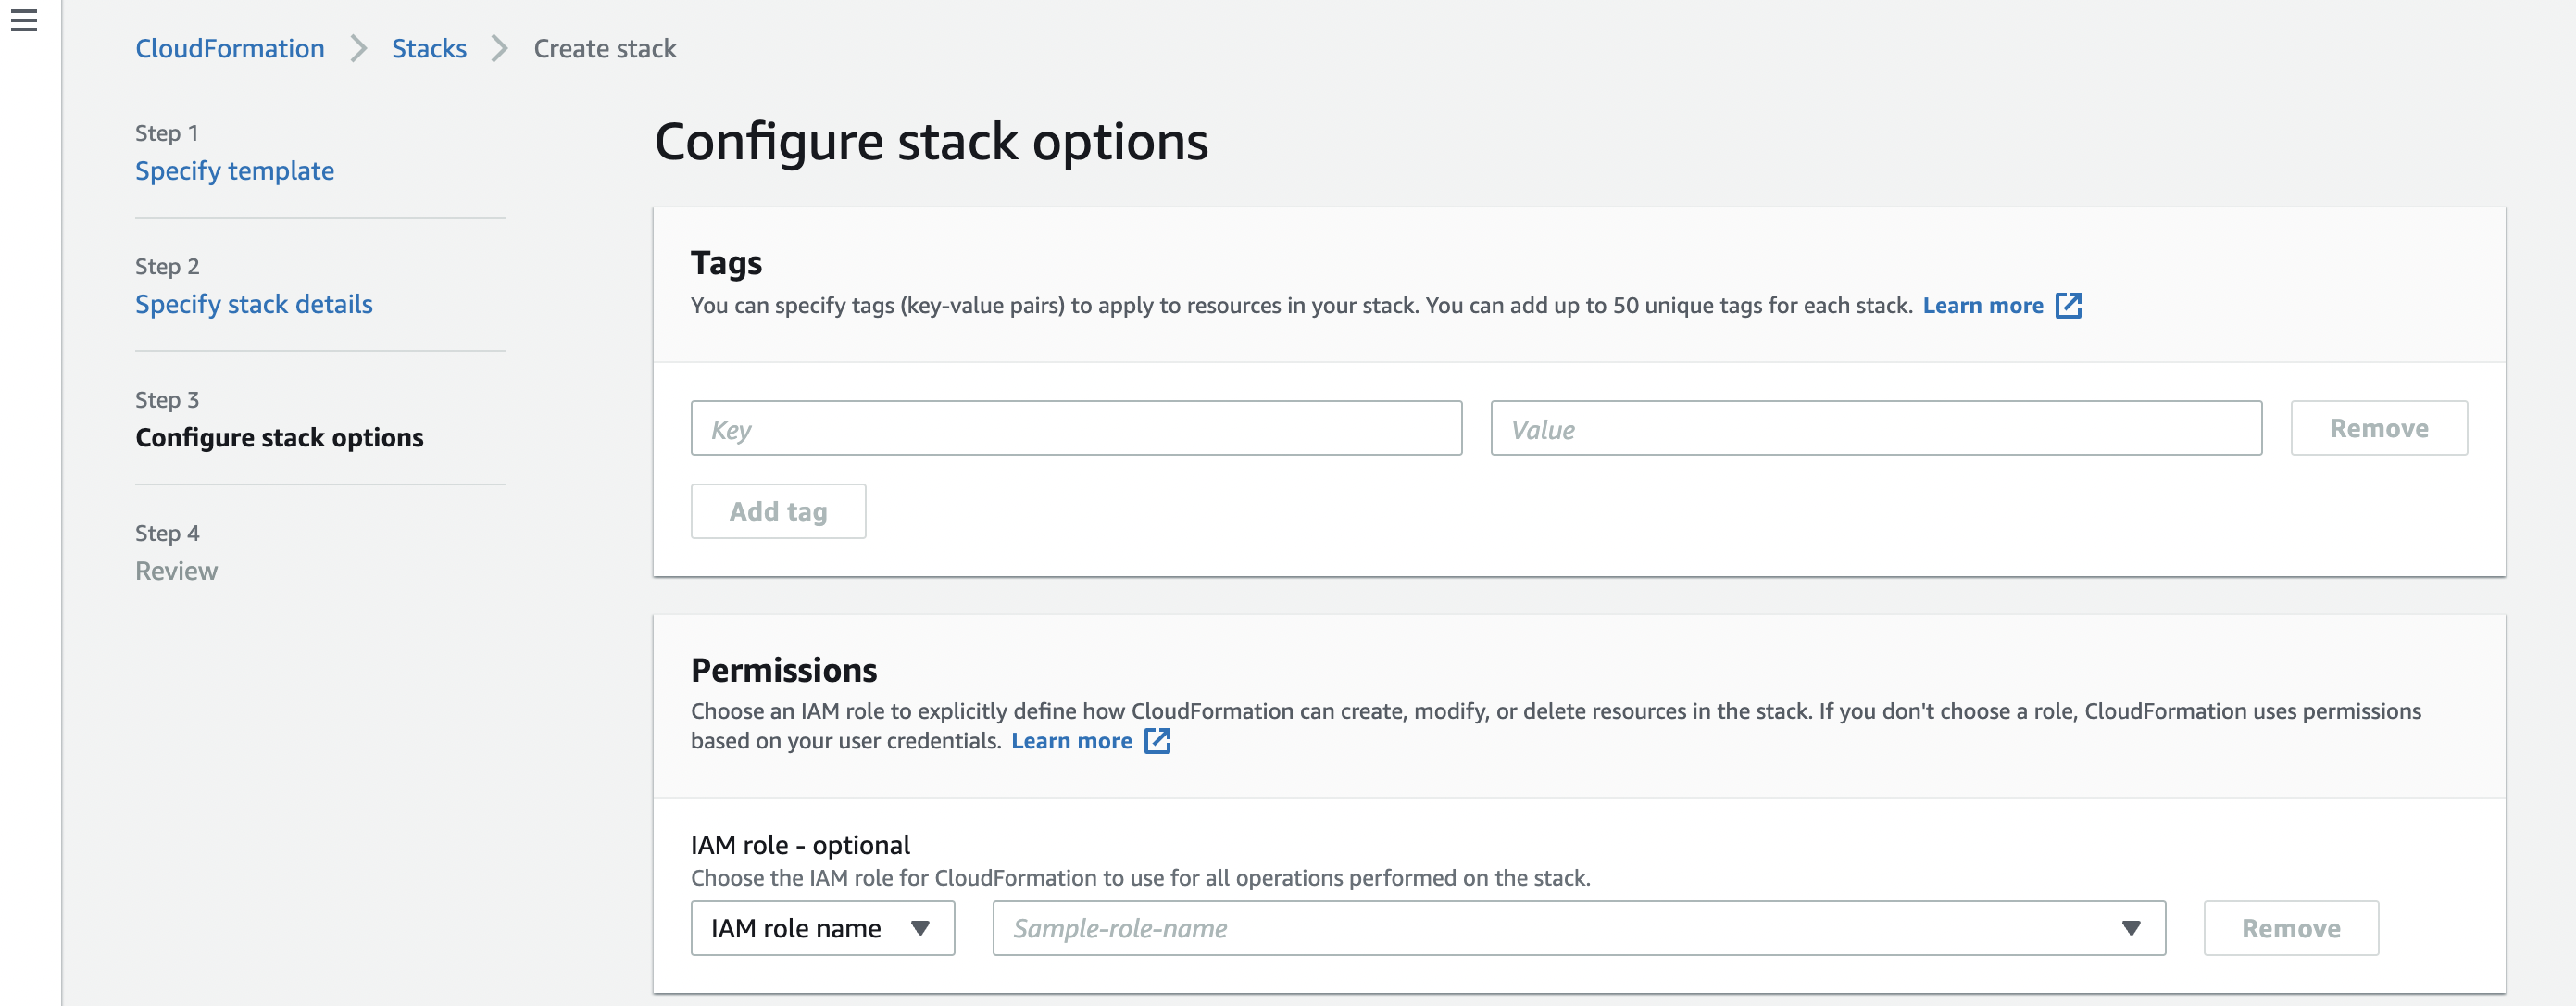 CloudFormation Stacks Create stack
Step 1
Specify template
Step 2
Specify stack details
Step 3
Configure stack options
Step 4
Review
Configure stack options
Tags
You can specify tags (key-value pairs) to apply to resources in your stack. You can add up to 50 unique tags for each stack. Learn more
Key Value Remove
Add tag
Permissions
Choose an IAM role to explicitly define how CloudFormation can create, modify, or delete resources in the stack. If you don't choose a role, CloudFormation uses permissions
based on your user credentials. Learn more
IAM role - optional
Choose the IAM role for CloudFormation to use for all operations performed on the stack.
IAM role name Sample-role-name Remove